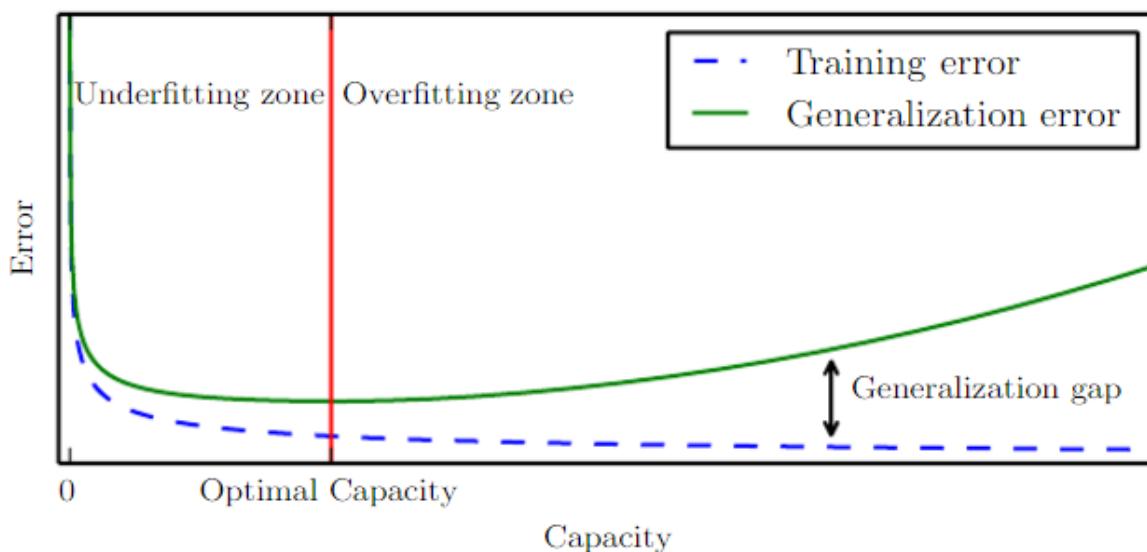 Training error
Generalization error
Underfitting zone
Overfitting zone
Error
Generalization gap
0
Optimal Capacity
Capacity